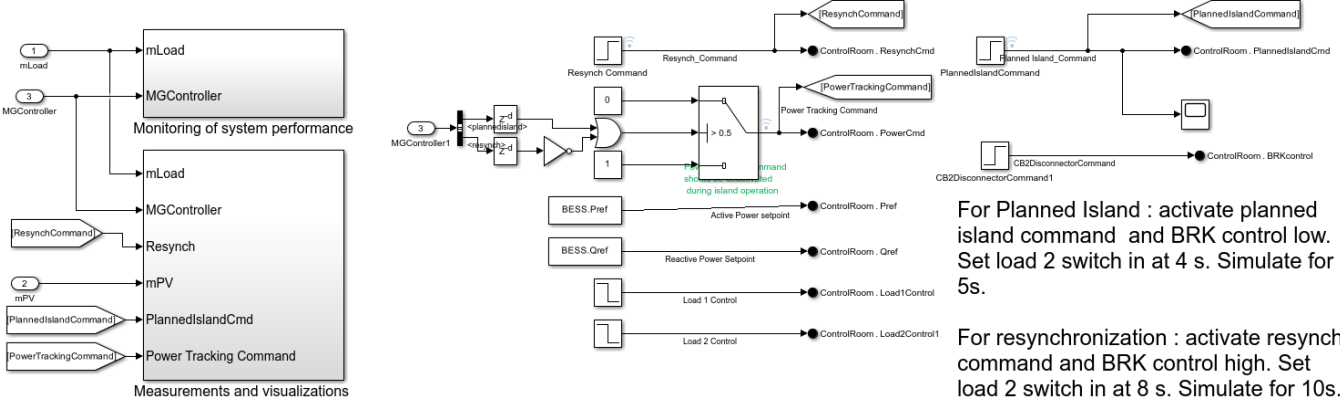 1
mLoad
3
MGController
mLoad
MGController
Monitoring of system performance
mLoad
MGController
[ResynchCommand]
Resynch
2
mPV
mPV
[PlannedIslandCommand]
PlannedIslandCmd
[PowerTrackingCommand]
Power Tracking Command
Measurements and visualizations
[ResynchCommand]
Resynch Command
Resynch_Command
ControlRoom . ResynchCmd
[PowerTrackingCommand]
Power Tracking Command
0
3
MGController1
<plannedisland>
Z-d
<resynch>
Z-d
> 0.5
1
ControlRoom . PowerCmd
during island operation
BESS.Pref
Active Power setpoint
ControlRoom . Pref
BESS.Qref
Reactive Power Setpoint
ControlRoom . Qref
Load 1 Control
ControlRoom . Load1Control
Load 2 Control
ControlRoom . Load2Control1
[PlannedIslandCommand]
PlannedIslandCommand
Planned Island_Command
ControlRoom . PlannedIslandCmd
CB2DisconnectorCommand
CB2DisconnectorCommand1
ControlRoom . BRKcontrol
For Planned Island : activate planned
island command and BRK control low.
Set load 2 switch in at 4 s. Simulate for
5s.
For resynchronization : activate resynch
command and BRK control high. Set
load 2 switch in at 8 s. Simulate for 10s.